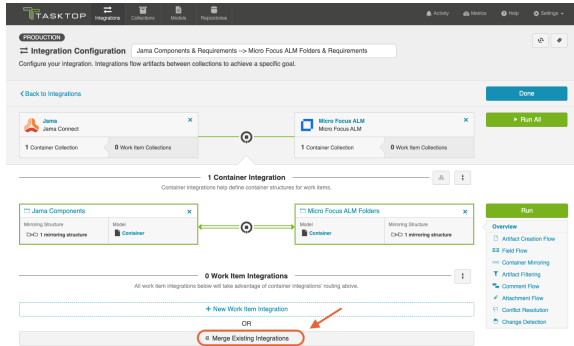 TASKTOP
Integrations
Collections
Models
Repositories
Activity
Metrics
Help
Settings
PRODUCTION
Integration Configuration
Jama Components & Requirements --> Micro Focus ALM Folders & Requirements
Configure your integration. Integrations flow artifacts between collections to achieve a specific goal.
Back to Integrations
Done
Jama
Jama Connect
Micro Focus ALM
Micro Focus ALM
Run All
1 Container Collection
0 Work Item Collections
1 Container Collection
0 Work Item Collections
1 Container Integration
Container integrations help define container structures for work items.
Jama Components
Micro Focus ALM Folders
Run
Mirroring Structure
Model
Model
Mirroring Structure
1 mirroring structure
Container
Container
1 mirroring structure
Overview
Artifact Creation Flow
Field Flow
Container Mirroring
Artifact Filtering
Comment Flow
Attachment Flow
Conflict Resolution
Change Detection
0 Work Item Integrations
All work item integrations below will take advantage of container integrations' routing above.
+ New Work Item Integration
OR
Merge Existing Integrations